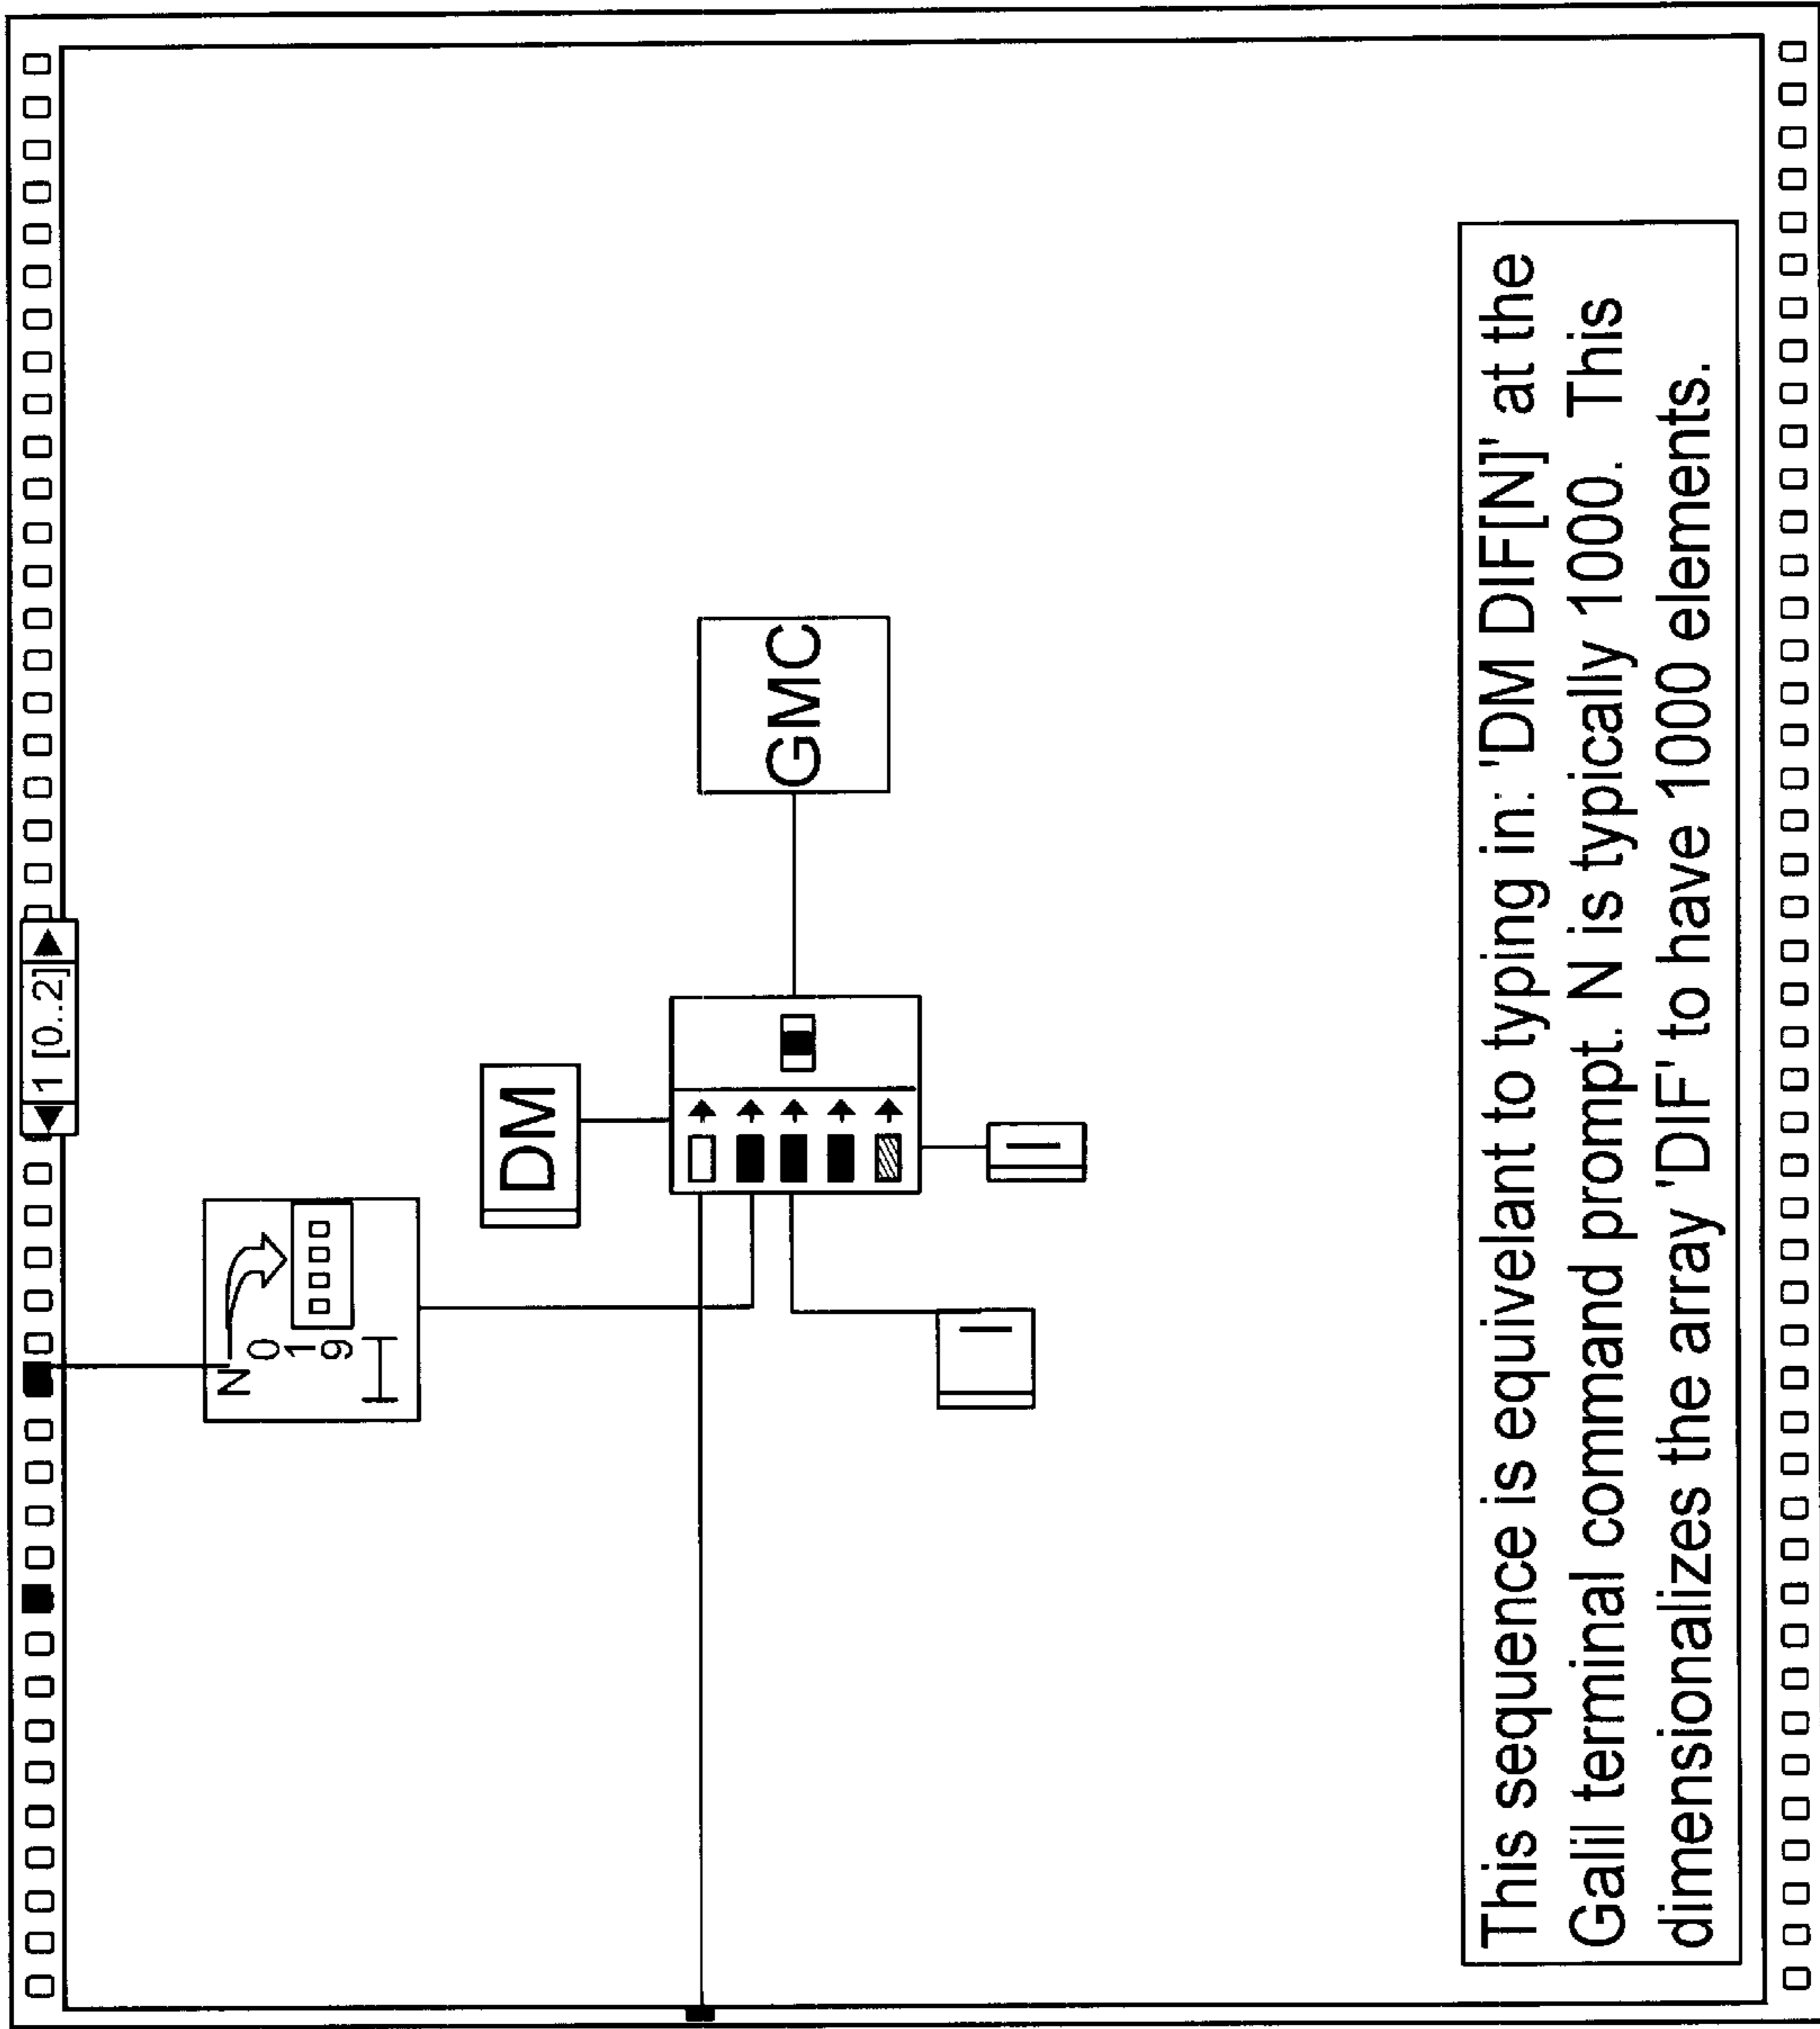 1 [0..2]
N
0
1
9
DM
GMC
This sequence is equivelant to typing in: 'DM DIF[N]' at the
Galil terminal command prompt. N is typically 1000. This
dimensionalizes the array 'DIF' to have 1000 elements.